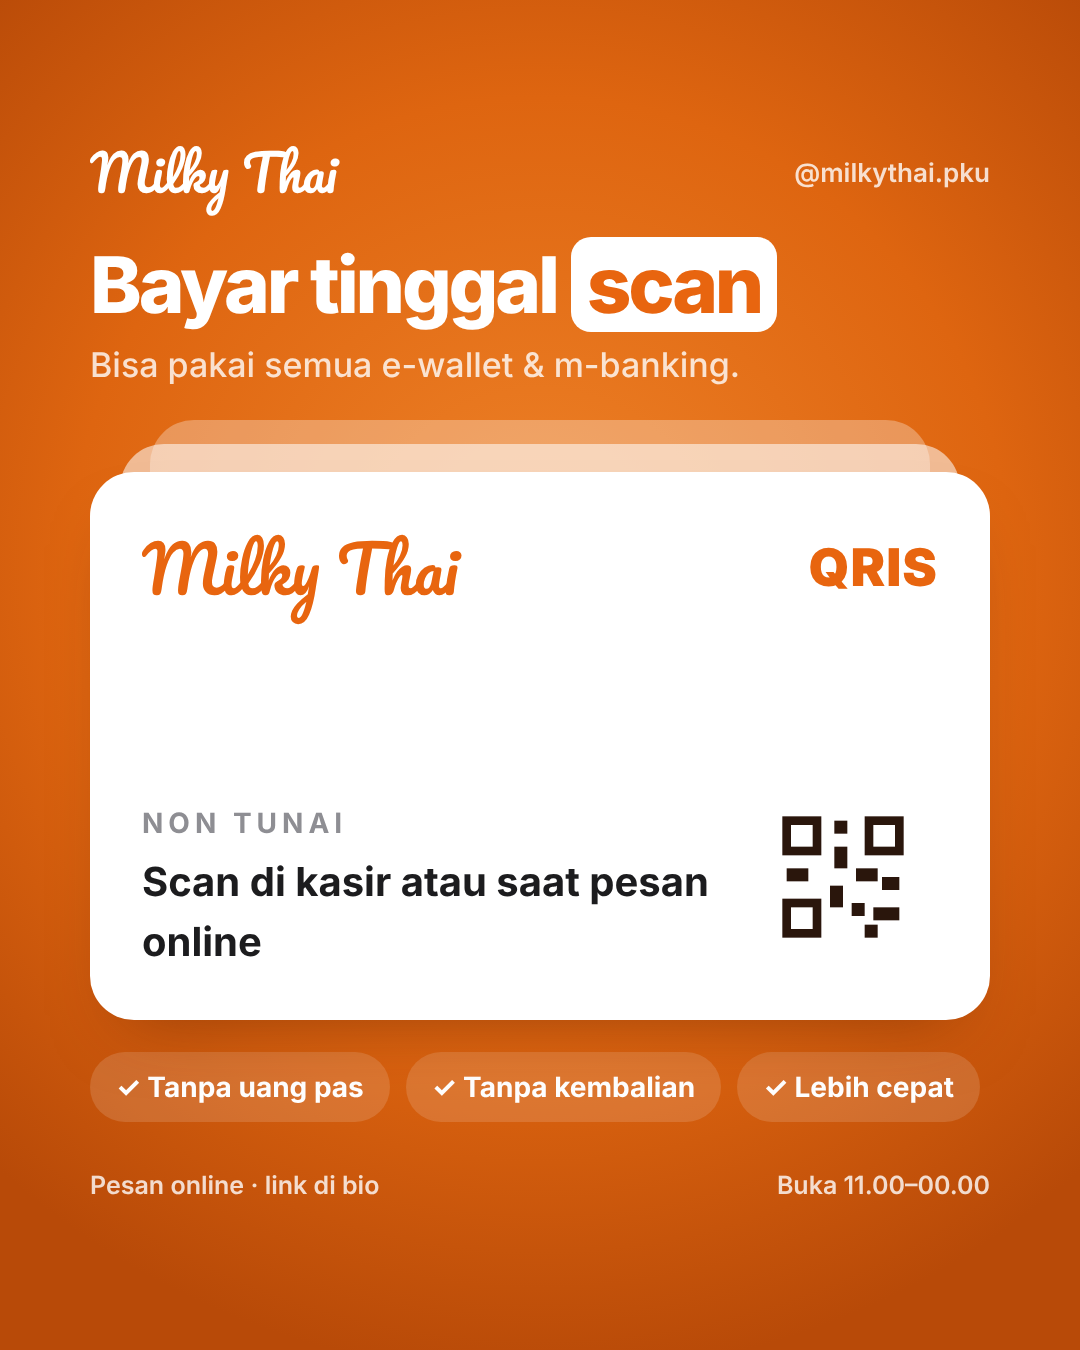 Milky Thai
@milkythai.pku
Bayar tinggal scan
Bisa pakai semua e-wallet & m-banking.
Milky Thai
QRIS
NON TUNAI
Scan di kasir atau saat pesan
online
✓ Tanpa uang pas
✓ Tanpa kembalian
✓ Lebih cepat
Pesan online · link di bio
Buka 11.00–00.00